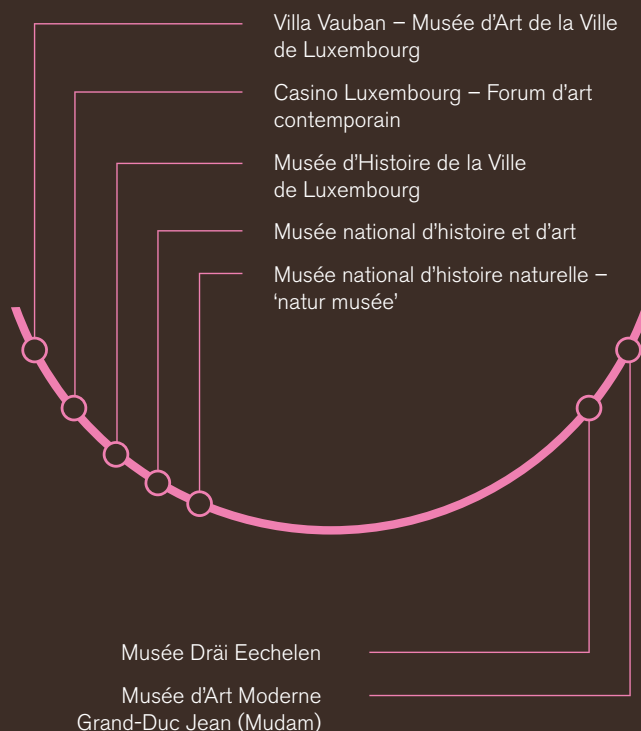 Villa Vauban – Musée d'Art de la Ville
de Luxembourg
Casino Luxembourg – Forum d'art
contemporain
Musée d'Histoire de la Ville
de Luxembourg
Musée national d'histoire et d'art
Musée national d'histoire naturelle –
'natur musée'
Musée Dräi Eechelen
Musée d'Art Moderne
Grand-Duc Jean (Mudam)